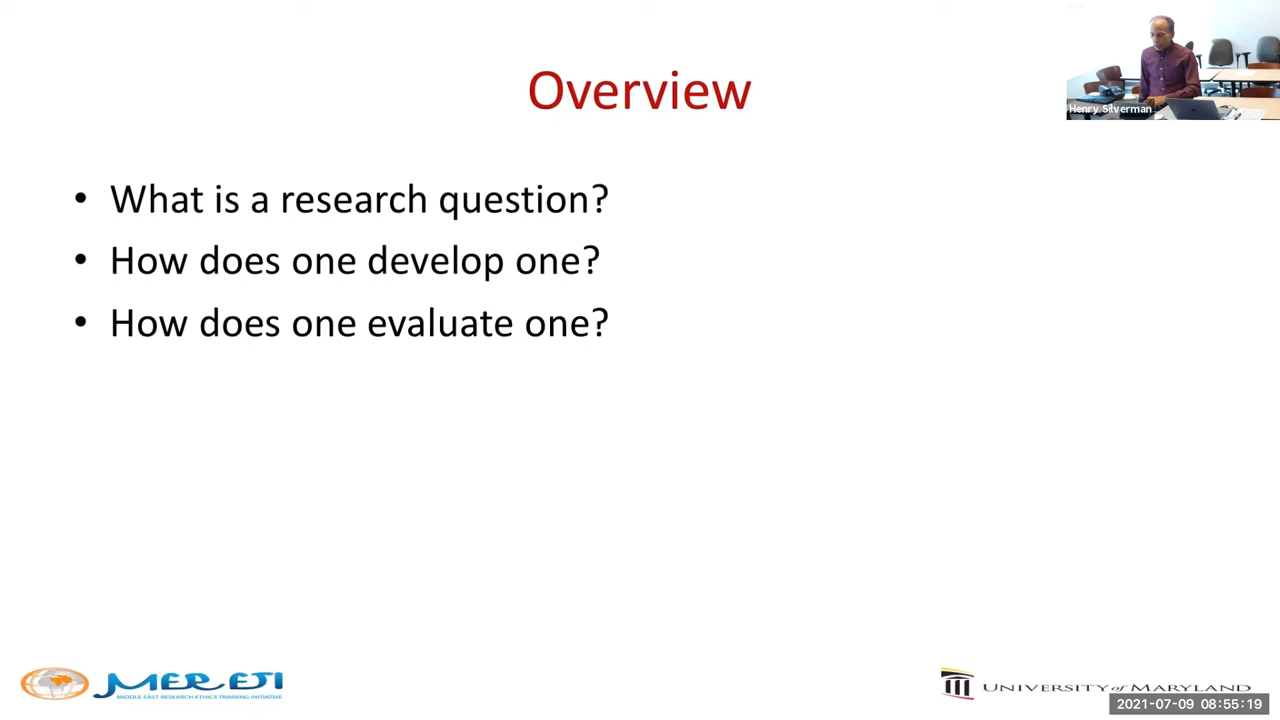 Overview
Henry Silverman
• What is a research question?
• How does one develop one?
• How does one evaluate one?
MERETI
MIDDLE EAST RESEARCH ETHICS TRAINING INITIATIVE
UNIVERSITY of MARYLAND
2021-07-09 08:55:19